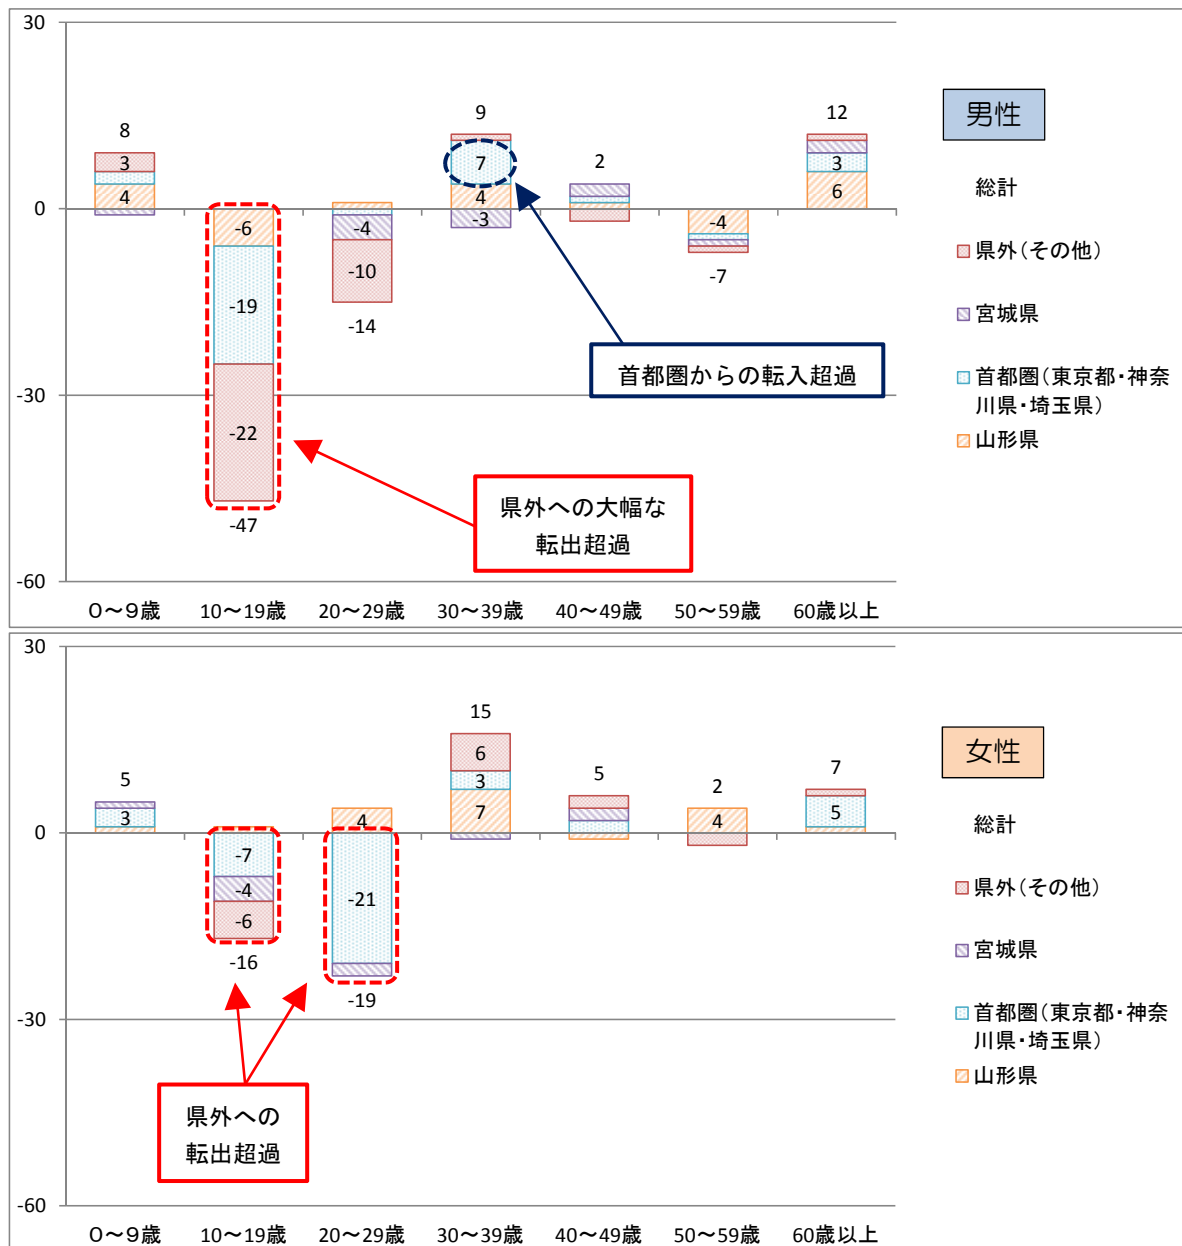 30
0
-30
-60
8
3
4
-6
-19
-22
-47
-4
-10
-14
9
7
4
-3
2
-4
-7
12
3
6
首都圏からの転入超過
県外への大幅な
転出超過
0~9歳
10~19歳
20~29歳
30~39歳
40~49歳
50~59歳
60歳以上
男性
総計
県外(その他)
宮城県
首都圏(東京都・神奈
川県・埼玉県)
山形県
30
0
-30
-60
5
3
-7
-4
-6
-16
4
-21
-19
15
6
3
7
5
2
4
7
5
県外への
転出超過
0~9歳
10~19歳
20~29歳
30~39歳
40~49歳
50~59歳
60歳以上
女性
総計
県外(その他)
宮城県
首都圏(東京都・神奈
川県・埼玉県)
山形県